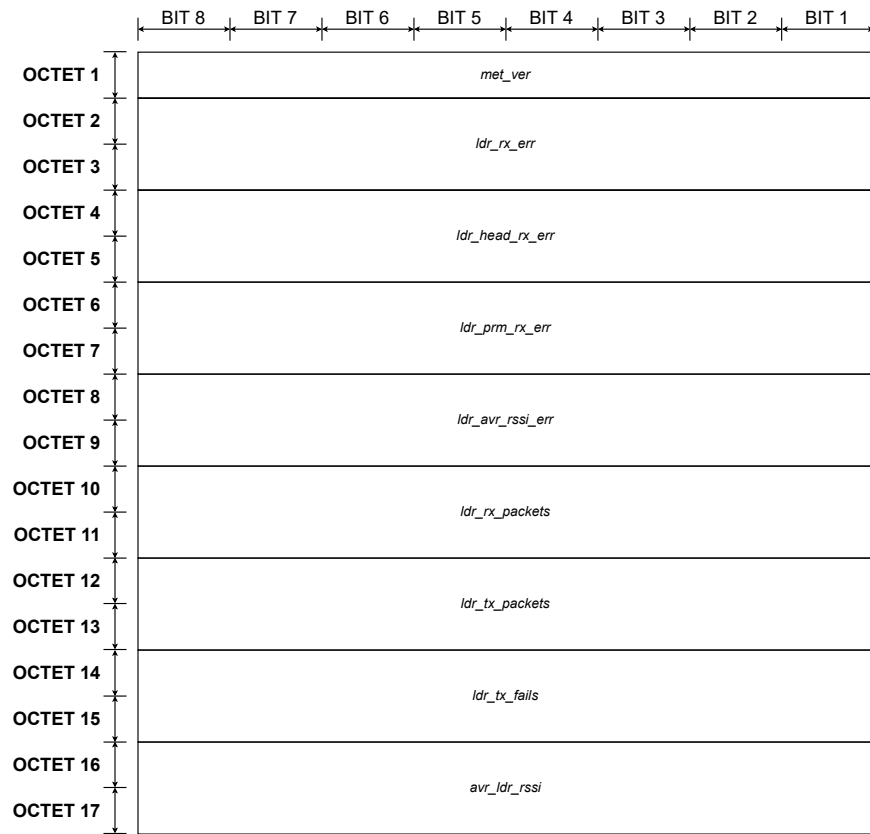 BIT 8 BIT 7 BIT 6 BIT 5 BIT 4 BIT 3 BIT 2 BIT 1
OCTET 1
met_ver
OCTET 2
ldr_rx_err
OCTET 3
OCTET 4
ldr_head_rx_err
OCTET 5
OCTET 6
ldr_prm_rx_err
OCTET 7
OCTET 8
ldr_avr_rssi_err
OCTET 9
OCTET 10
ldr_rx_packets
OCTET 11
OCTET 12
ldr_tx_packets
OCTET 13
OCTET 14
ldr_tx_fails
OCTET 15
OCTET 16
avr_ldr_rssi
OCTET 17